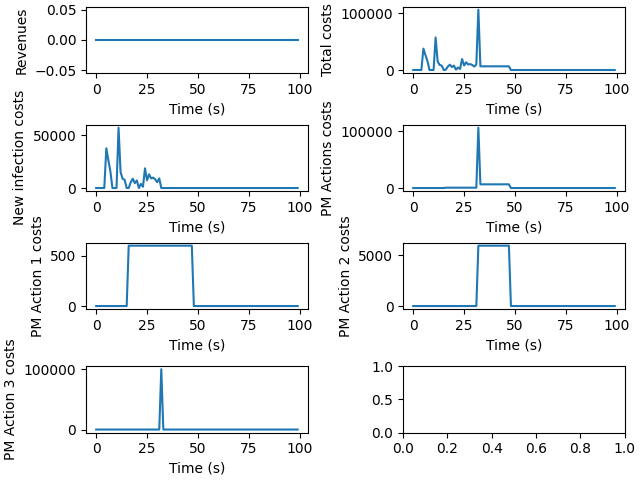 Revenues
0.05
0.00
−0.05
0 25 50 75 100
Time (s)
Total costs
100000
0
0 25 50 75 100
Time (s)
New infection costs
50000
0
0 25 50 75 100
Time (s)
PM Actions costs
100000
0
0 25 50 75 100
Time (s)
PM Action 1 costs
500
0
0 25 50 75 100
Time (s)
PM Action 2 costs
5000
0
0 25 50 75 100
Time (s)
PM Action 3 costs
100000
0
0 25 50 75 100
Time (s)
1.0
0.5
0.0
0.0 0.2 0.4 0.6 0.8 1.0